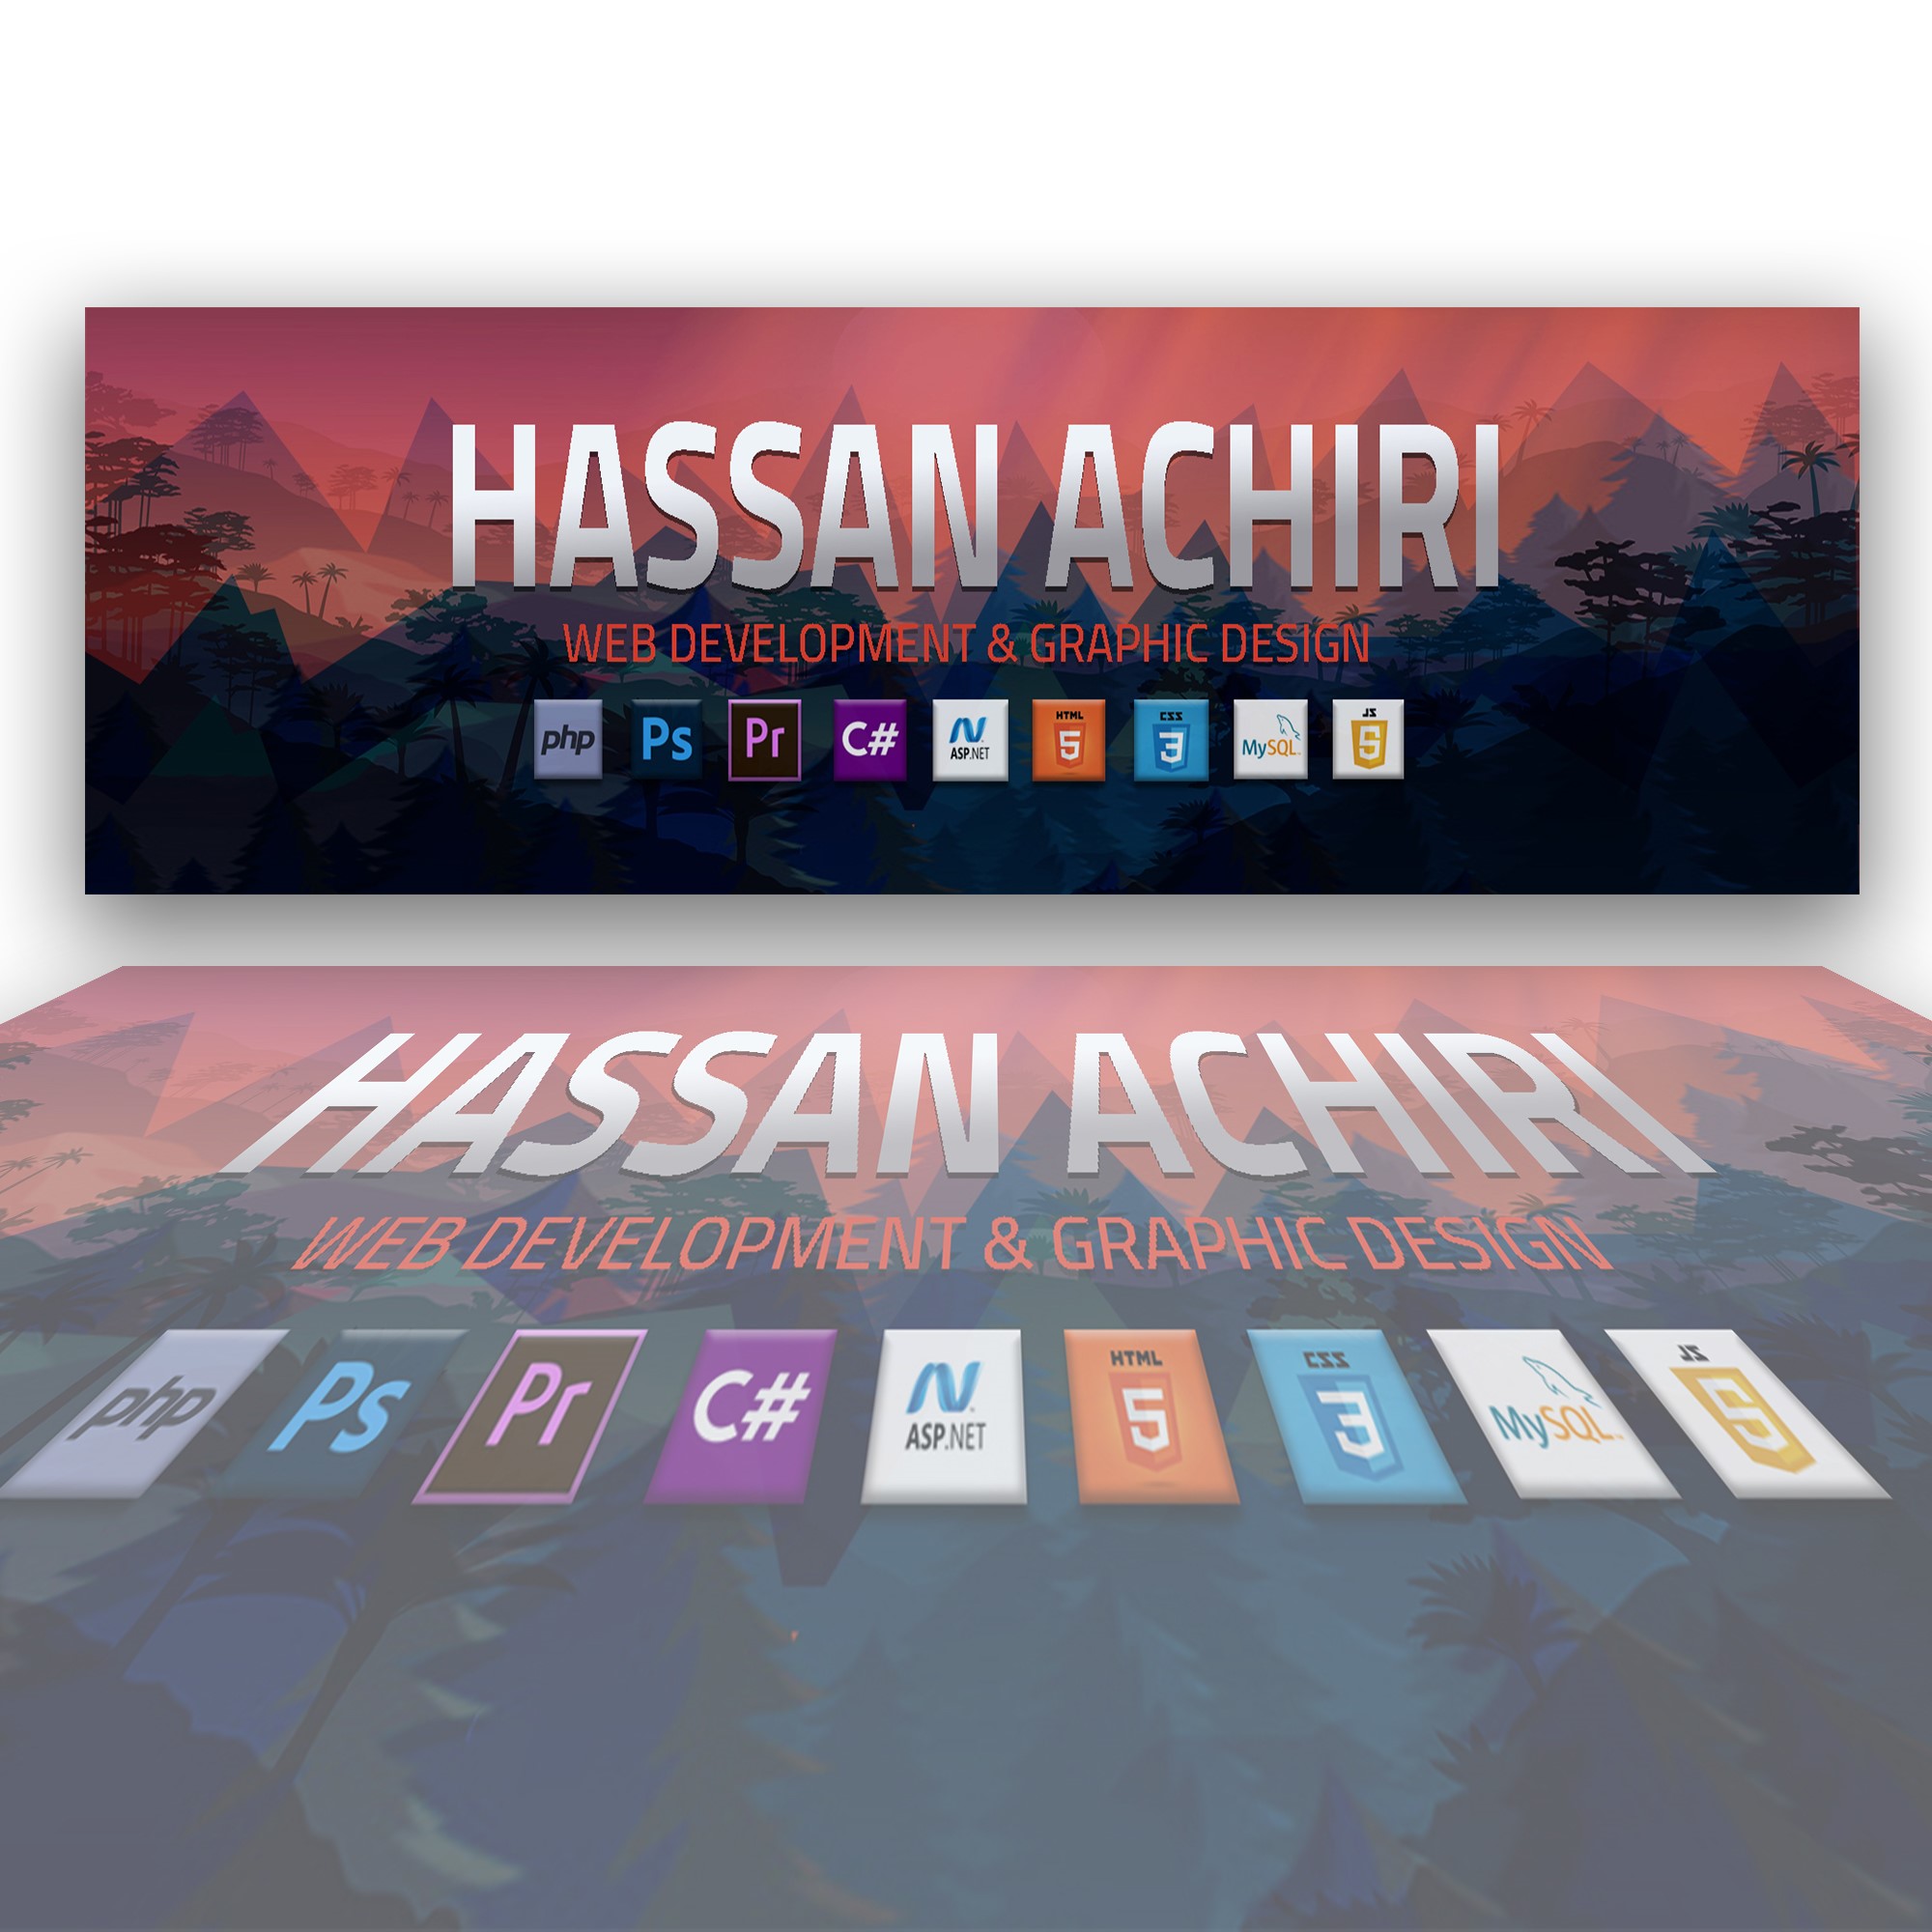 HASSAN ACHIRI
WEB DEVELOPMENT & GRAPHIC DESIGN
php Ps Pr C# ASP.NET HTML 5 CSS 3 MySQL JS 5
HASSAN ACHIRI
WEB DEVELOPMENT & GRAPHIC DESIGN
php Ps Pr C# ASP.NET HTML 5 CSS 3 MySQL JS 5